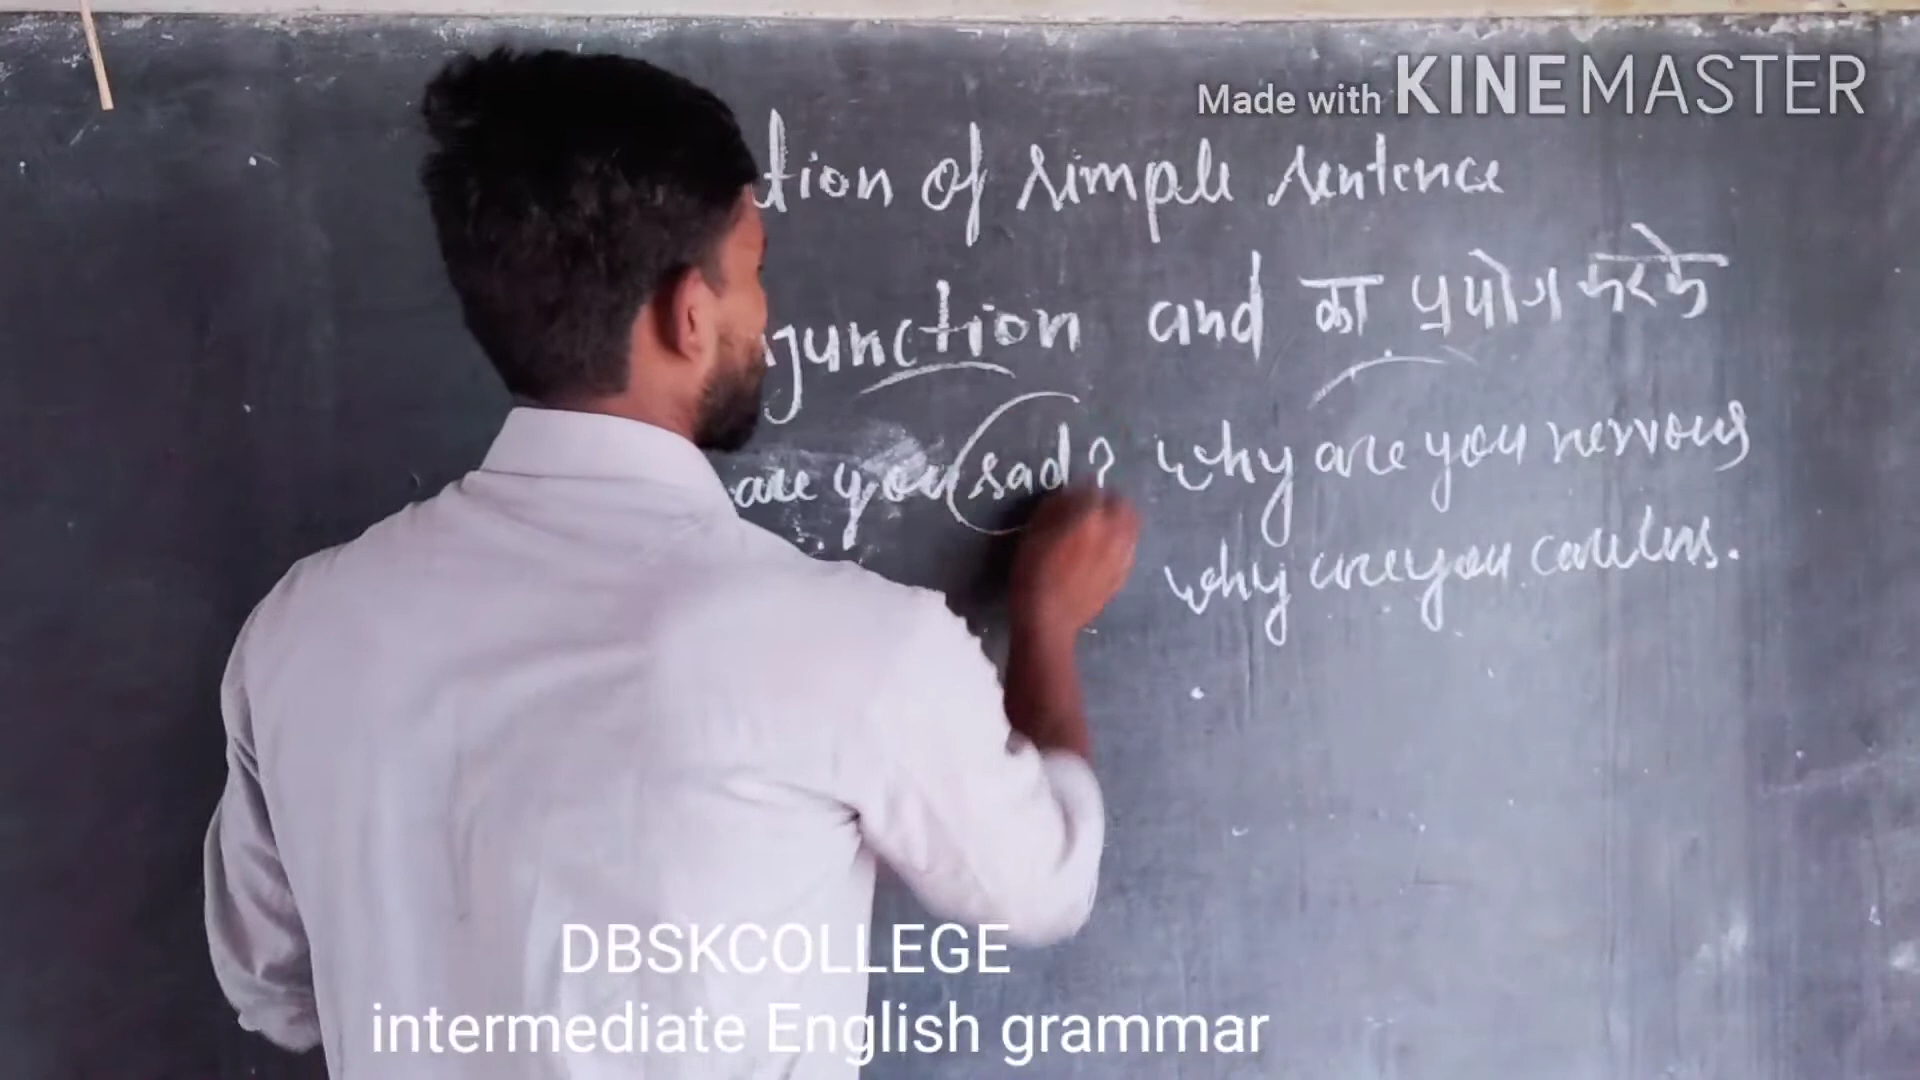 Made with KINEMASTER
tion of simple sentence
junction and का प्रयोग करके
are you sad? why are you nervous
why are you careless.
DBSKCOLLEGE
intermediate English grammar